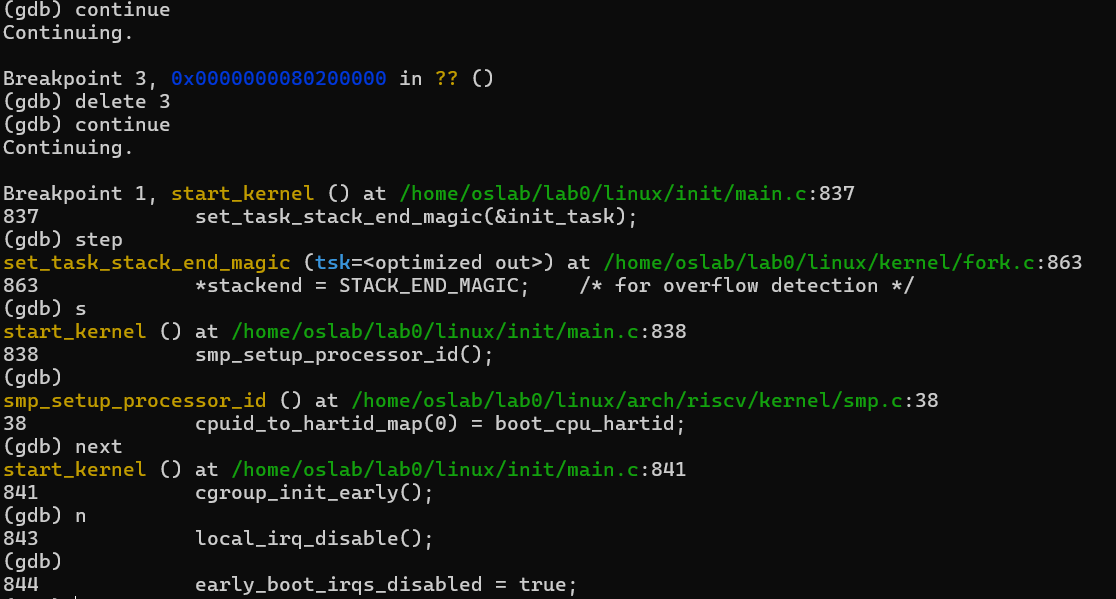 (gdb) continue
Continuing.

Breakpoint 3, 0x0000000080200000 in ?? ()
(gdb) delete 3
(gdb) continue
Continuing.

Breakpoint 1, start_kernel () at /home/oslab/lab0/linux/init/main.c:837
837             set_task_stack_end_magic(&init_task);
(gdb) step
set_task_stack_end_magic (tsk=<optimized out>) at /home/oslab/lab0/linux/kernel/fork.c:863
863             *stackend = STACK_END_MAGIC;    /* for overflow detection */
(gdb) s
start_kernel () at /home/oslab/lab0/linux/init/main.c:838
838             smp_setup_processor_id();
(gdb)
smp_setup_processor_id () at /home/oslab/lab0/linux/arch/riscv/kernel/smp.c:38
38              cpuid_to_hartid_map(0) = boot_cpu_hartid;
(gdb) next
start_kernel () at /home/oslab/lab0/linux/init/main.c:841
841             cgroup_init_early();
(gdb) n
843             local_irq_disable();
(gdb)
844             early_boot_irqs_disabled = true;